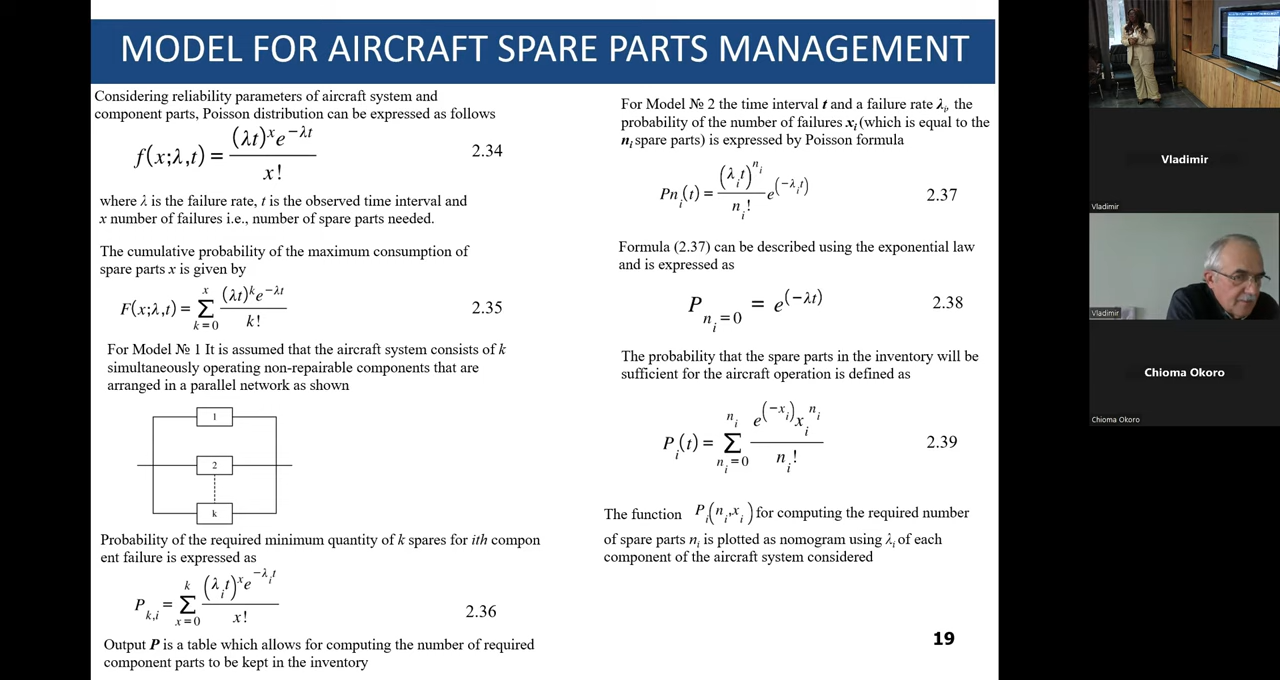 MODEL FOR AIRCRAFT SPARE PARTS MANAGEMENT
Considering reliability parameters of aircraft system and
component parts, Poisson distribution can be expressed as follows
f(x;λ,t) = (λt)^x e^(−λt) / x! 2.34
where λ is the failure rate, t is the observed time interval and
x number of failures i.e., number of spare parts needed.
The cumulative probability of the maximum consumption of
spare parts x is given by
F(x;λ,t) = Σ_(k=0)^x (λt)^k e^(−λt) / k! 2.35
For Model № 1 It is assumed that the aircraft system consists of k
simultaneously operating non-repairable components that are
arranged in a parallel network as shown
1
2
k
Probability of the required minimum quantity of k spares for ith compon
ent failure is expressed as
P_(k,i) = Σ_(x=0)^k (λ_i t)^x e^(−λ_i t) / x! 2.36
Output P is a table which allows for computing the number of required
component parts to be kept in the inventory
For Model № 2 the time interval t and a failure rate λi, the
probability of the number of failures xi (which is equal to the
ni spare parts) is expressed by Poisson formula
Pn_i(t) = (λ_i t)^(n_i) / n_i! e^(−λ_i t) 2.37
Formula (2.37) can be described using the exponential law
and is expressed as
P_(n_i=0) = e^(−λt) 2.38
The probability that the spare parts in the inventory will be
sufficient for the aircraft operation is defined as
P_i(t) = Σ_(n_i=0)^(n_i) e^(−x_i) x_i^(n_i) / n_i! 2.39
The function P_i(n_i,x_i) for computing the required number
of spare parts ni is plotted as nomogram using λi of each
component of the aircraft system considered
19
Vladimir
Vladimir
Vladimir
Chioma Okoro
Chioma Okoro